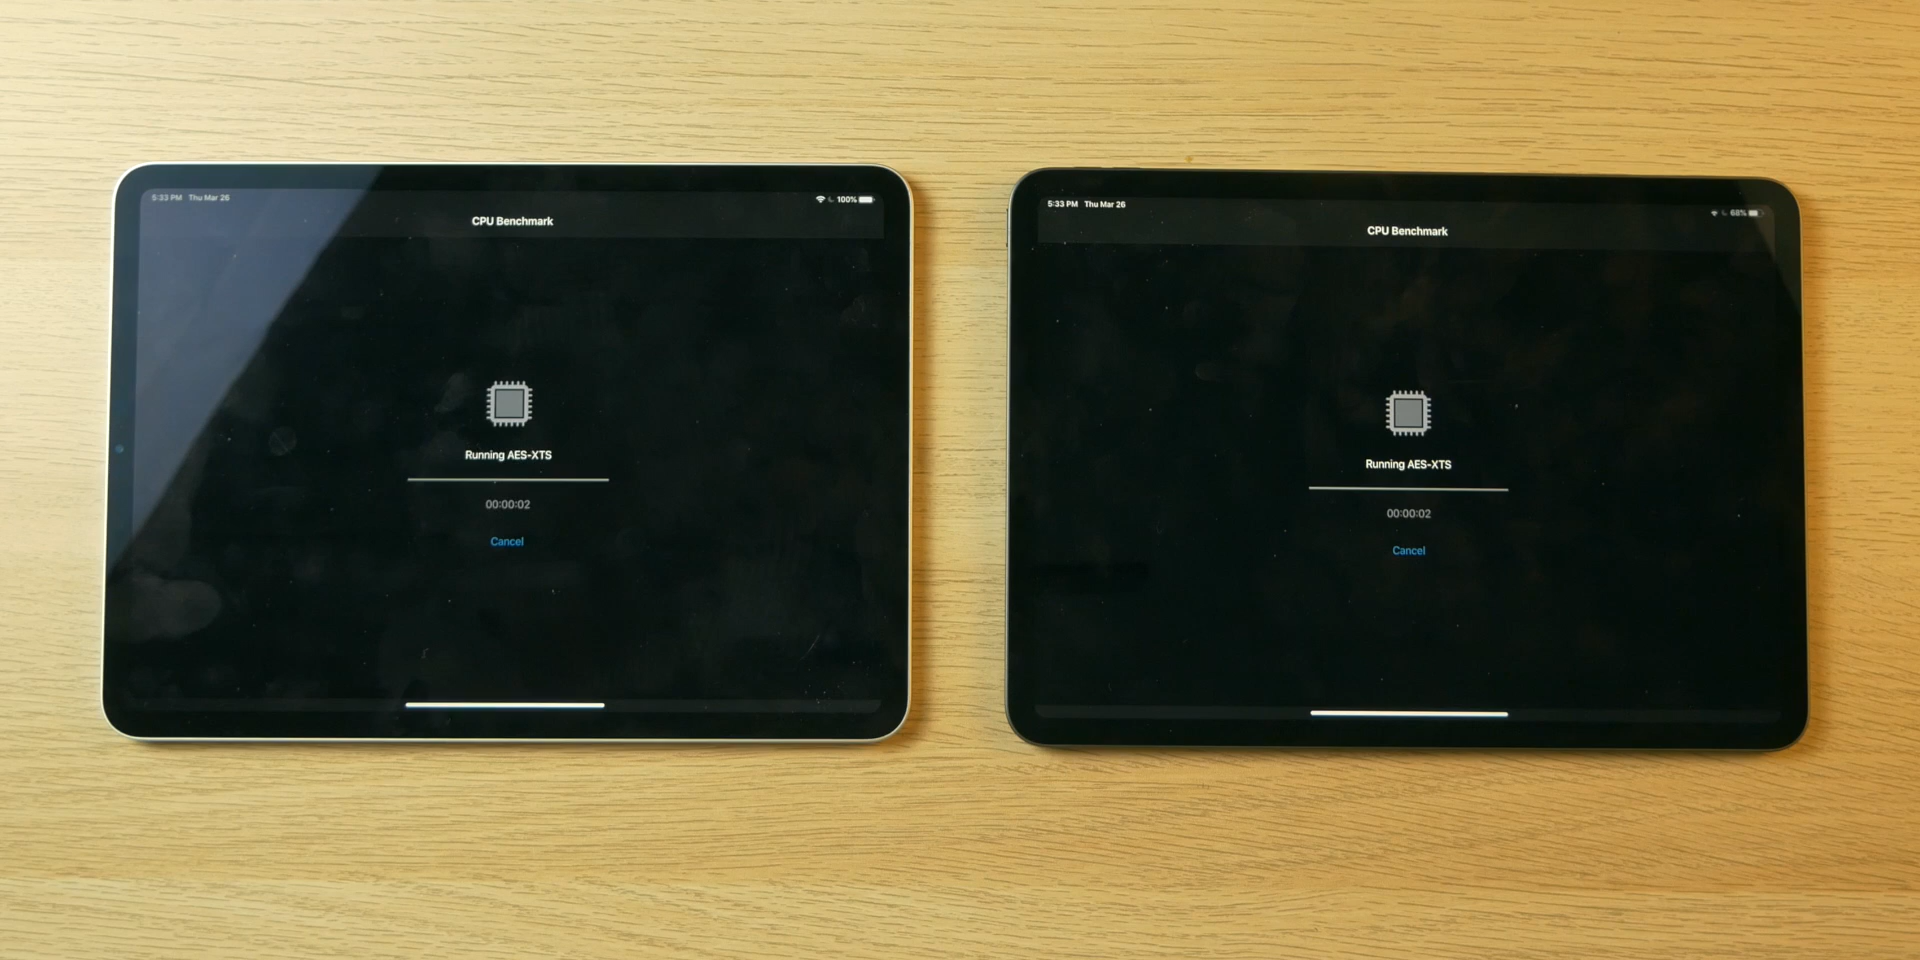 5:33 PM Thu Mar 26
100%
CPU Benchmark
Running AES-XTS
00:00:02
Cancel
5:33 PM Thu Mar 26
68%
CPU Benchmark
Running AES-XTS
00:00:02
Cancel